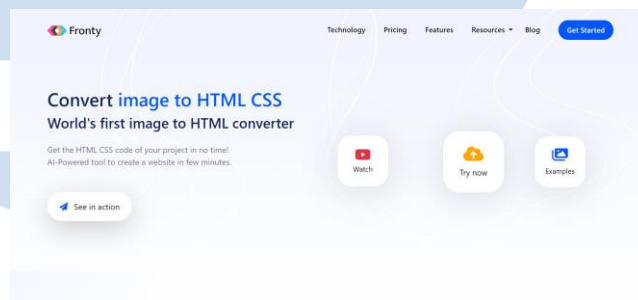 Fronty
Technology Pricing Features Resources Blog Get Started
Convert image to HTML CSS
World's first image to HTML converter
Get the HTML CSS code of your project in no time!
AI-Powered tool to create a website in few minutes.
Watch
Try now
Examples
See in action